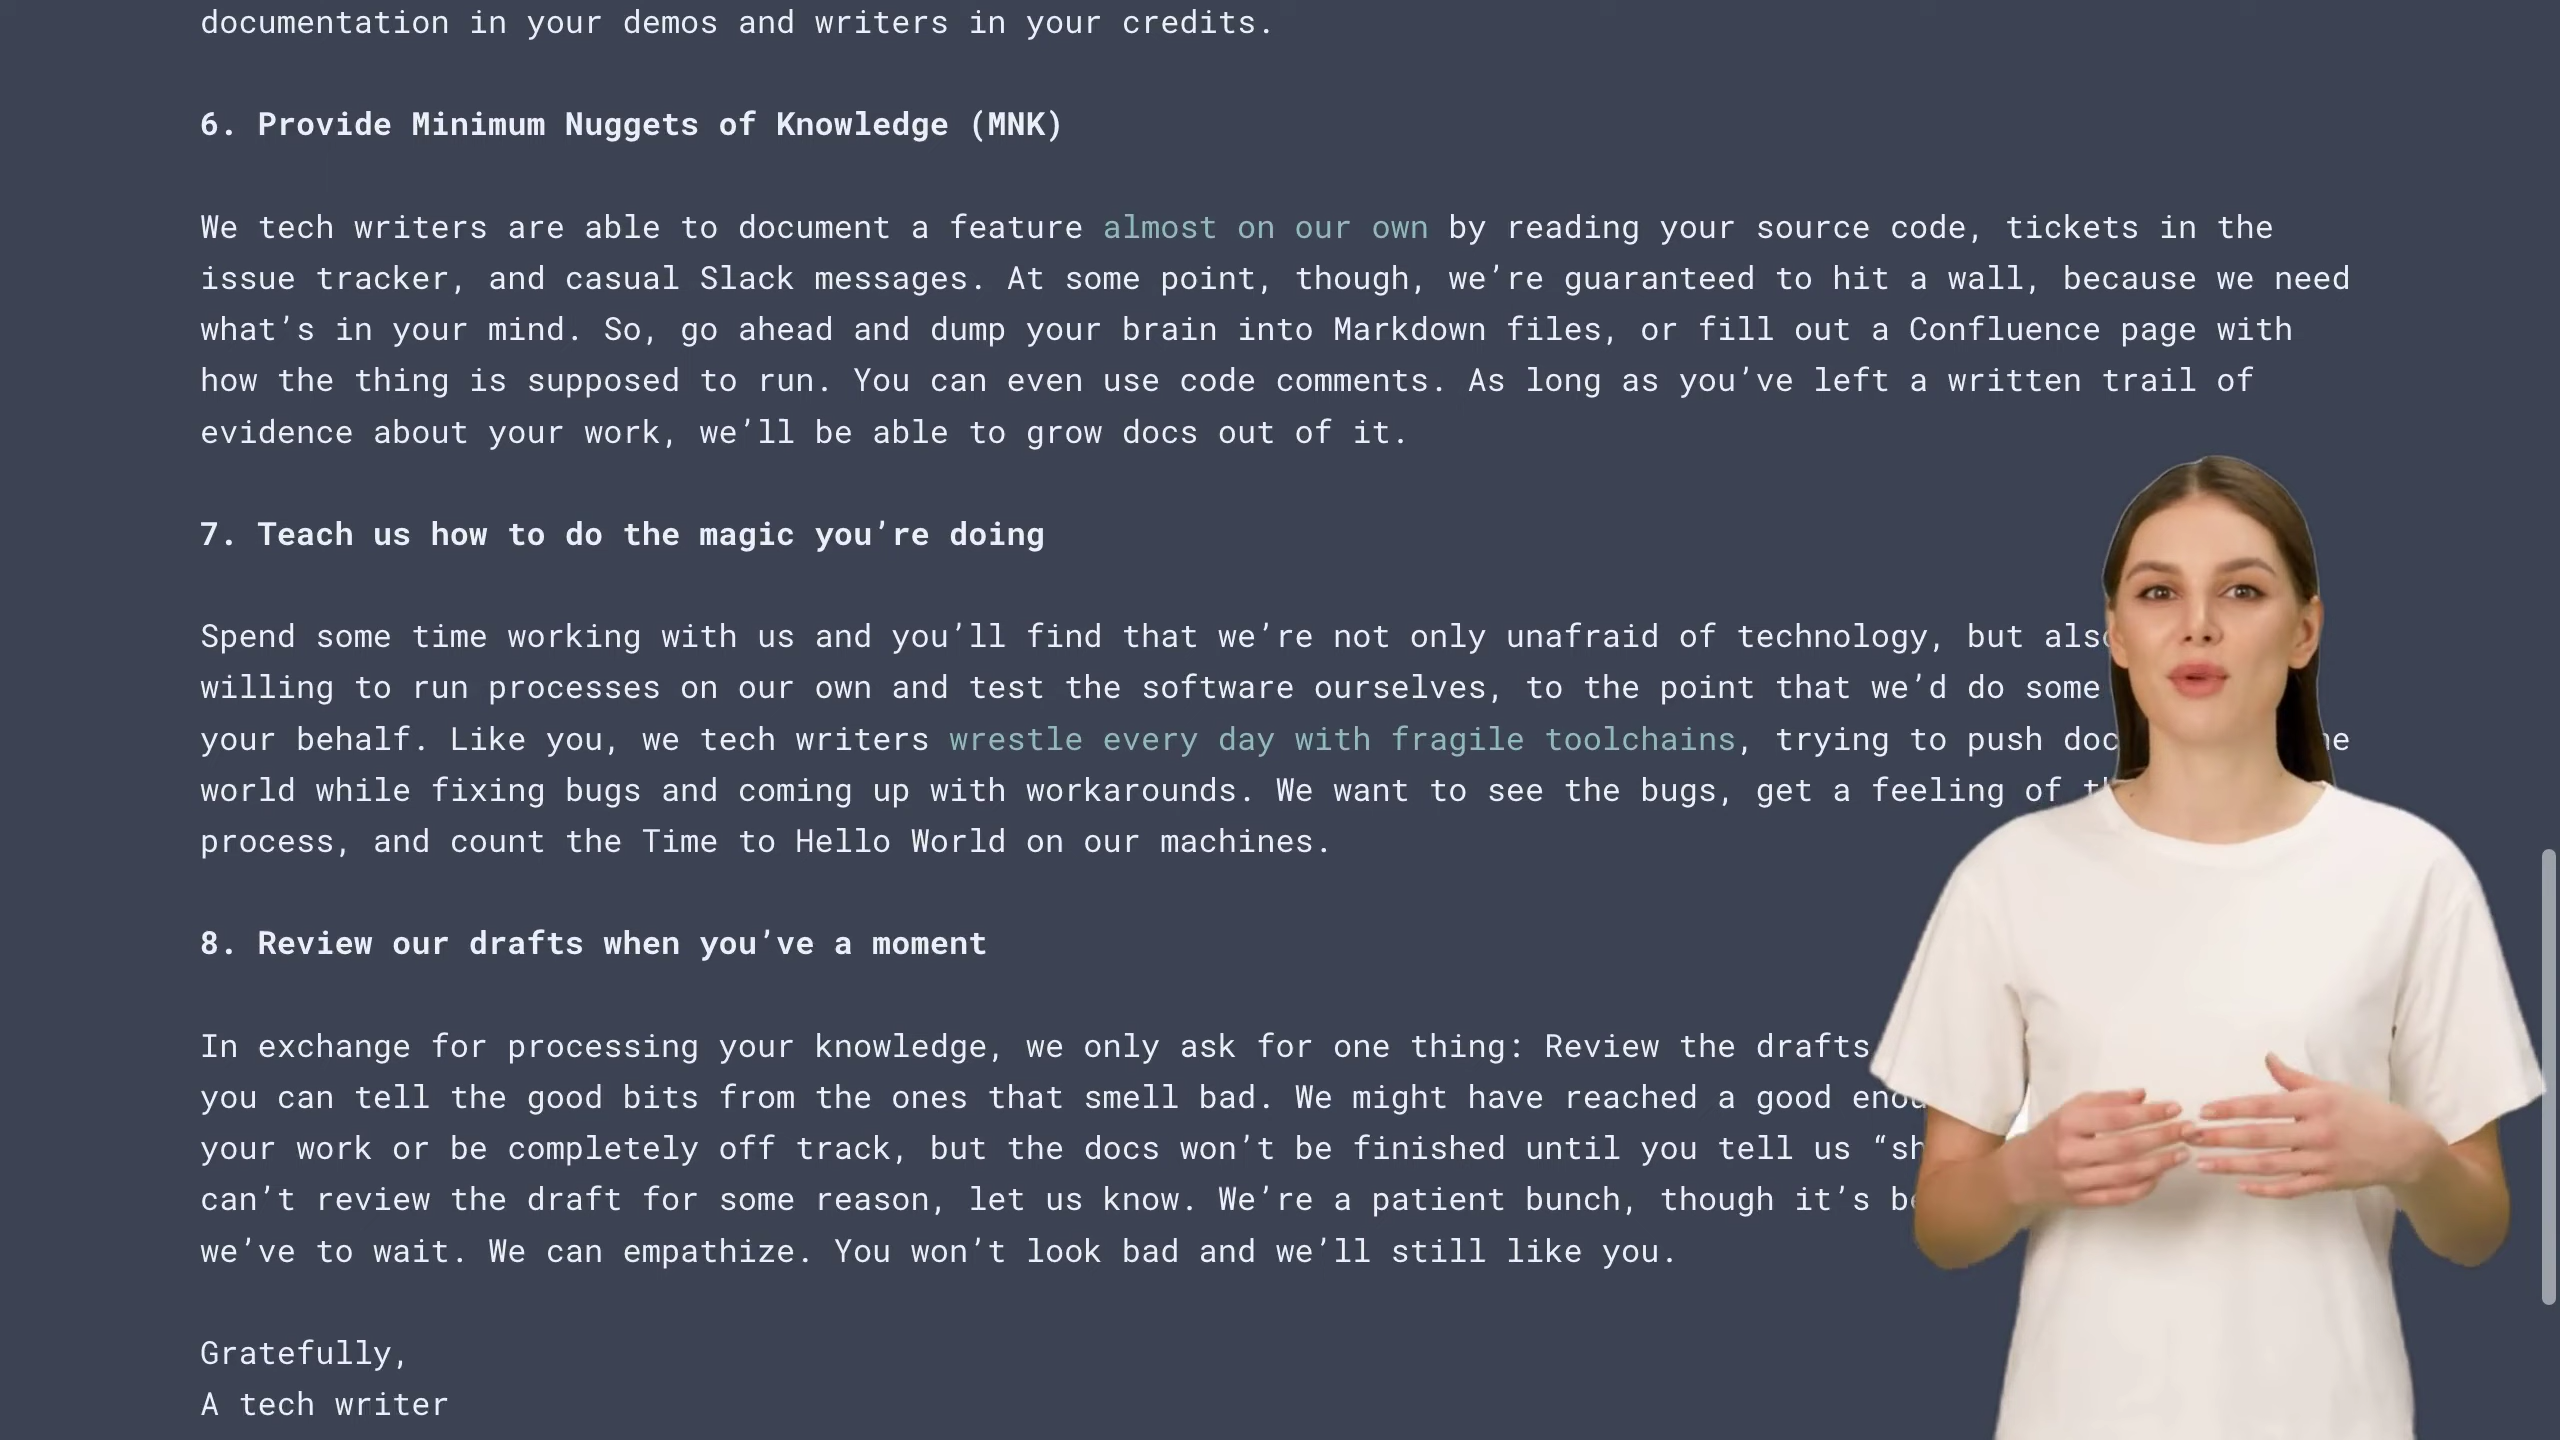 documentation in your demos and writers in your credits.
6. Provide Minimum Nuggets of Knowledge (MNK)
We tech writers are able to document a feature almost on our own by reading your source code, tickets in the
issue tracker, and casual Slack messages. At some point, though, we’re guaranteed to hit a wall, because we need
what’s in your mind. So, go ahead and dump your brain into Markdown files, or fill out a Confluence page with
how the thing is supposed to run. You can even use code comments. As long as you’ve left a written trail of
evidence about your work, we’ll be able to grow docs out of it.
7. Teach us how to do the magic you’re doing
Spend some time working with us and you’ll find that we’re not only unafraid of technology, but also
willing to run processes on our own and test the software ourselves, to the point that we’d do some
your behalf. Like you, we tech writers wrestle every day with fragile toolchains, trying to push
world while fixing bugs and coming up with workarounds. We want to see the bugs, get a feeling of
process, and count the Time to Hello World on our machines.
8. Review our drafts when you’ve a moment
In exchange for processing your knowledge, we only ask for one thing: Review the drafts
you can tell the good bits from the ones that smell bad. We might have reached a good
your work or be completely off track, but the docs won’t be finished until you tell us
can’t review the draft for some reason, let us know. We’re a patient bunch, though it’s
we’ve to wait. We can empathize. You won’t look bad and we’ll still like you.
Gratefully,
A tech writer